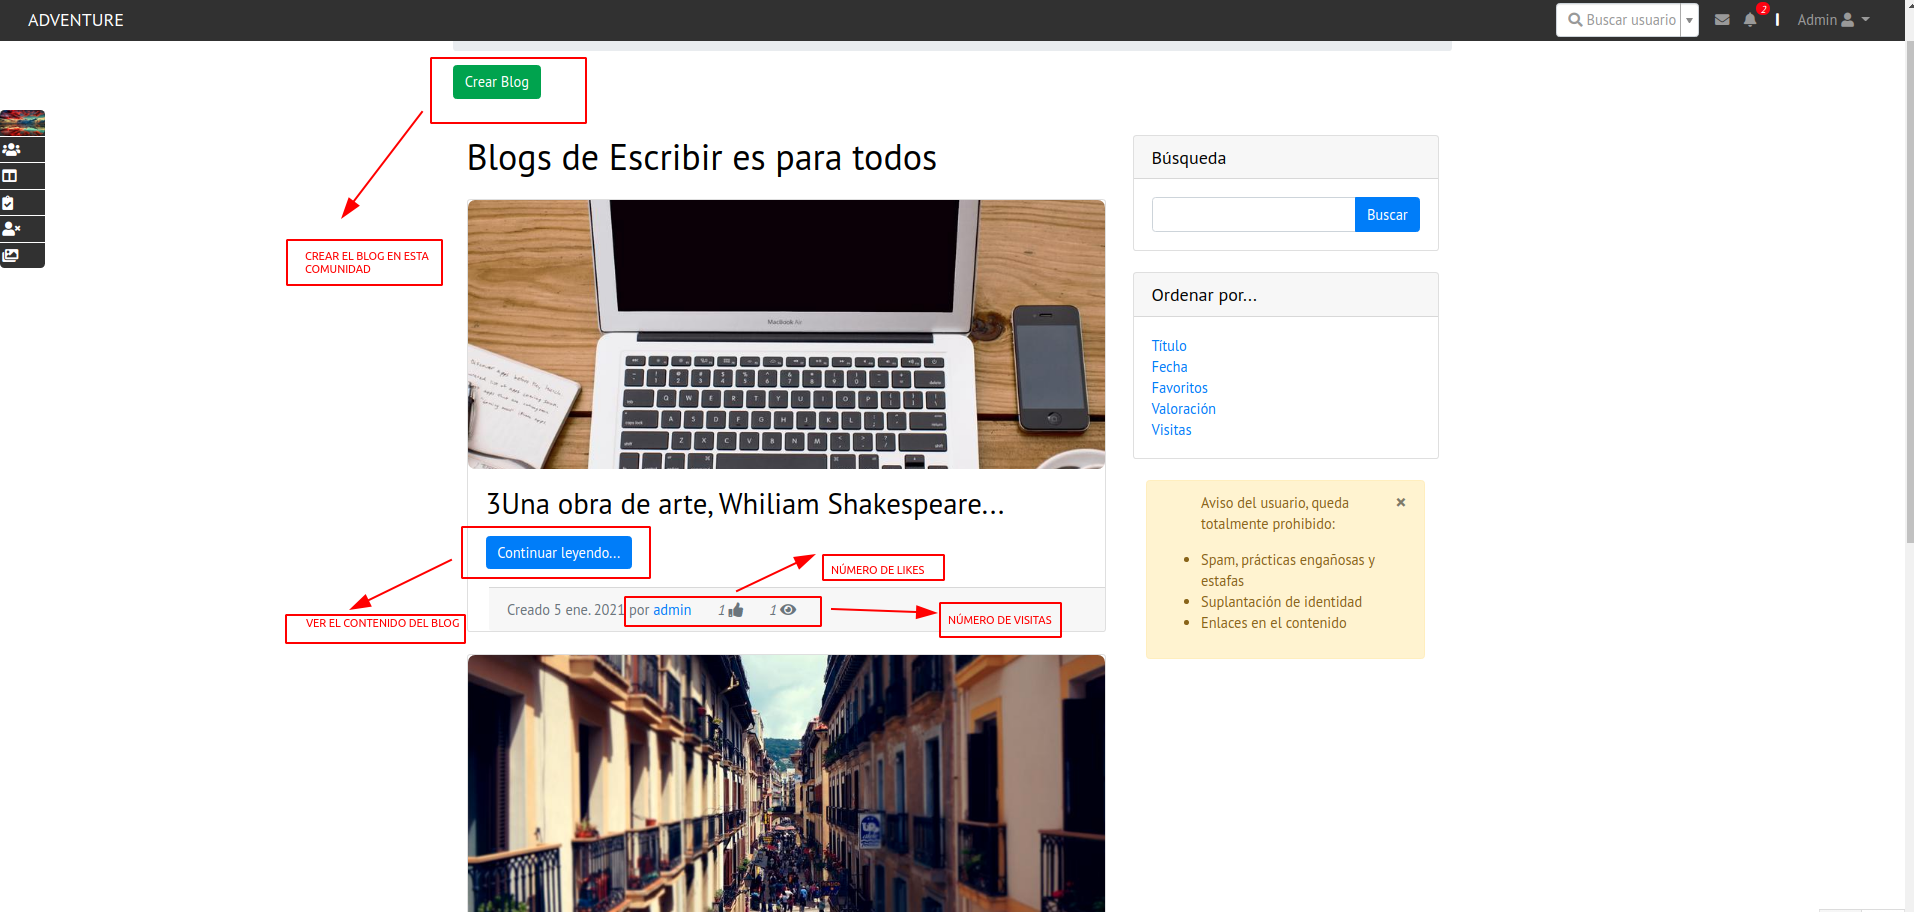 ADVENTURE
Buscar usuario
2
Admin
Crear Blog
CREAR EL BLOG EN ESTA
COMUNIDAD
Blogs de Escribir es para todos
MacBook Air
3Una obra de arte, Whiliam Shakespeare...
Continuar leyendo...
VER EL CONTENIDO DEL BLOG
NÚMERO DE LIKES
Creado 5 ene. 2021 por admin 1 1
NÚMERO DE VISITAS
Búsqueda
Buscar
Ordenar por...
Título
Fecha
Favoritos
Valoración
Visitas
Aviso del usuario, queda
totalmente prohibido:
Spam, prácticas engañosas y
estafas
Suplantación de identidad
Enlaces en el contenido